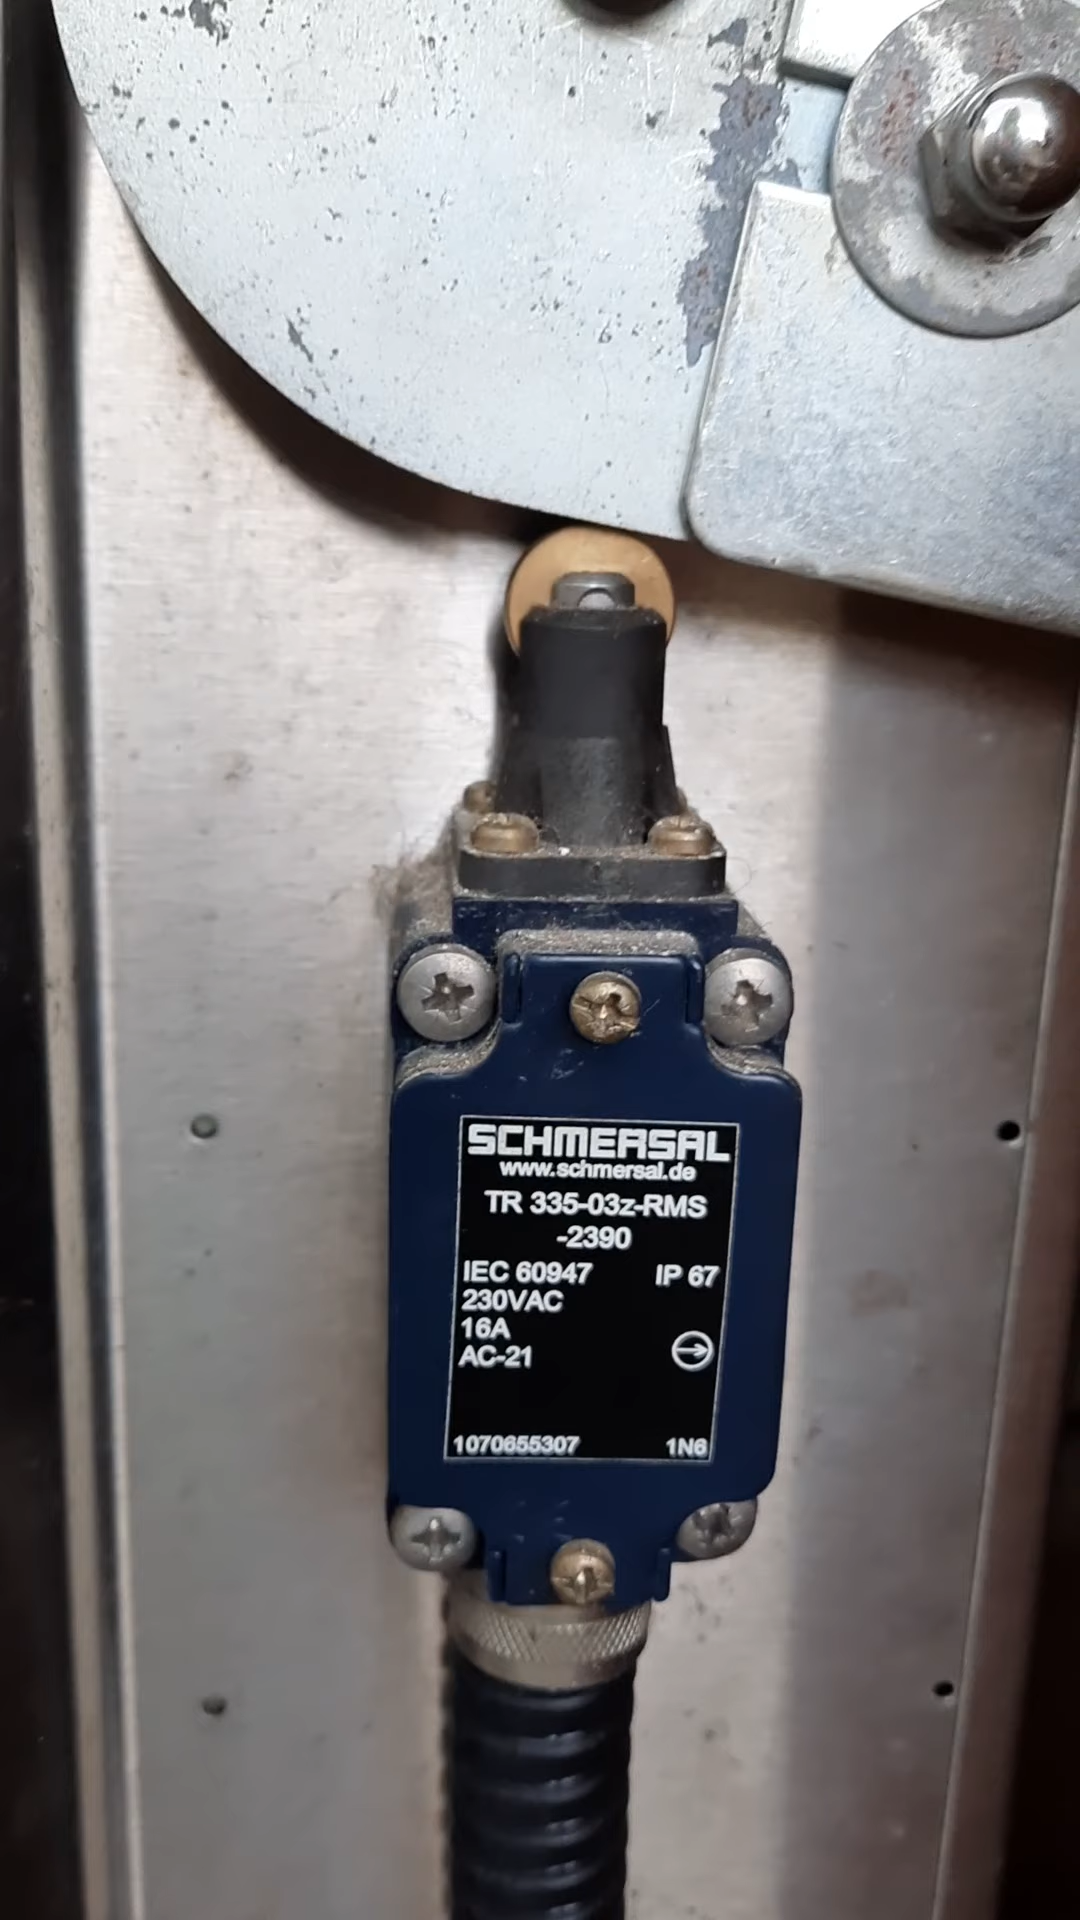 SCHMERSAL
www.schmersal.de
TR 335-03z-RMS
-2390
IEC 60947 IP 67
230VAC
16A
AC-21
1070655307 1N6